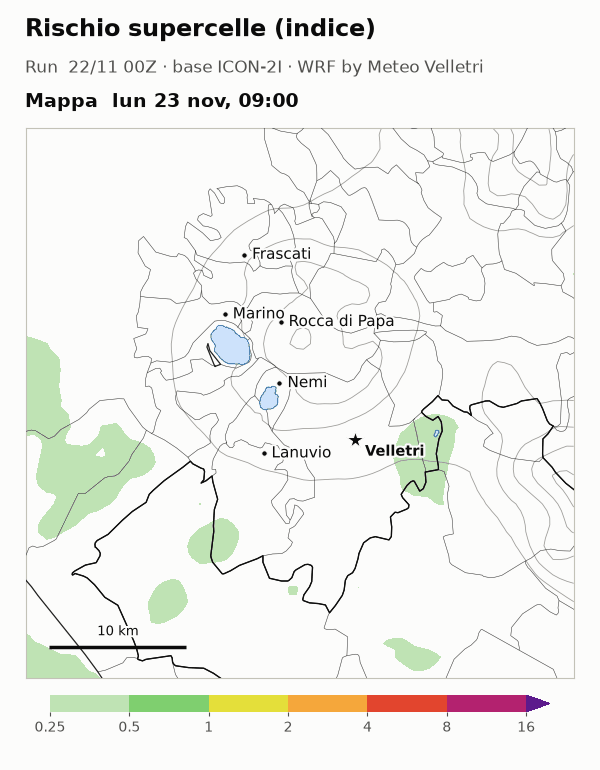 Rischio supercelle (indice)
Run  22/11 00Z · base ICON-2I · WRF by Meteo Velletri
Mappa  lun 23 nov, 09:00
Frascati
Marino
Rocca di Papa
Nemi
Velletri
Lanuvio
10 km
0.25 0.5 1 2 4 8 16